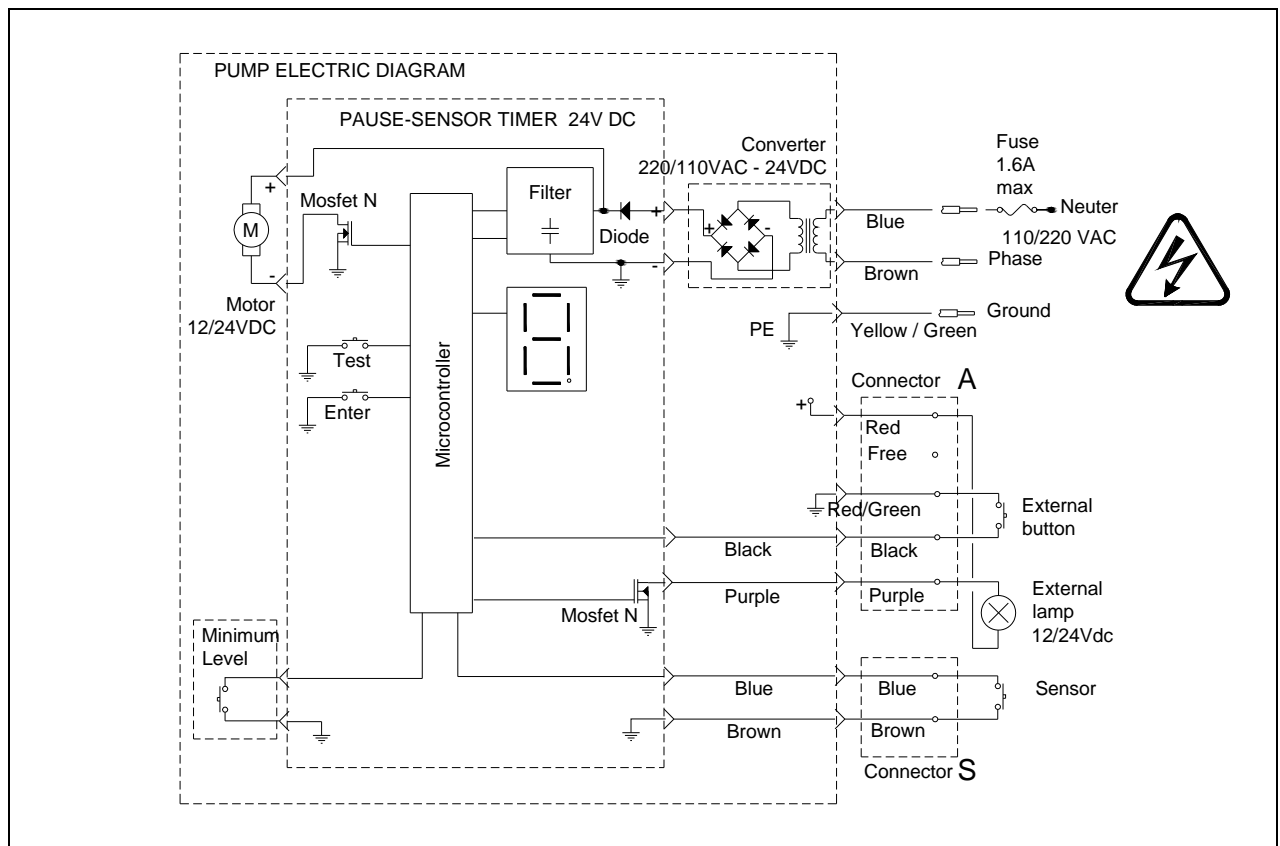 PUMP ELECTRIC DIAGRAM
PAUSE-SENSOR TIMER 24V DC
Converter
220/110VAC - 24VDC
Fuse
1.6A
max
Neuter
110/220 VAC
Phase
Ground
Blue
Brown
Yellow / Green
PE
Filter
Diode
+
-
+
-
Mosfet N
+
M
-
Motor
12/24VDC
Test
Enter
Microcontroller
Connector A
+
Red
Free
Red/Green
External
button
Black
Black
Purple
Purple
Mosfet N
External
lamp
12/24Vdc
Minimum
Level
Blue
Blue
Sensor
Brown
Brown
Connector S